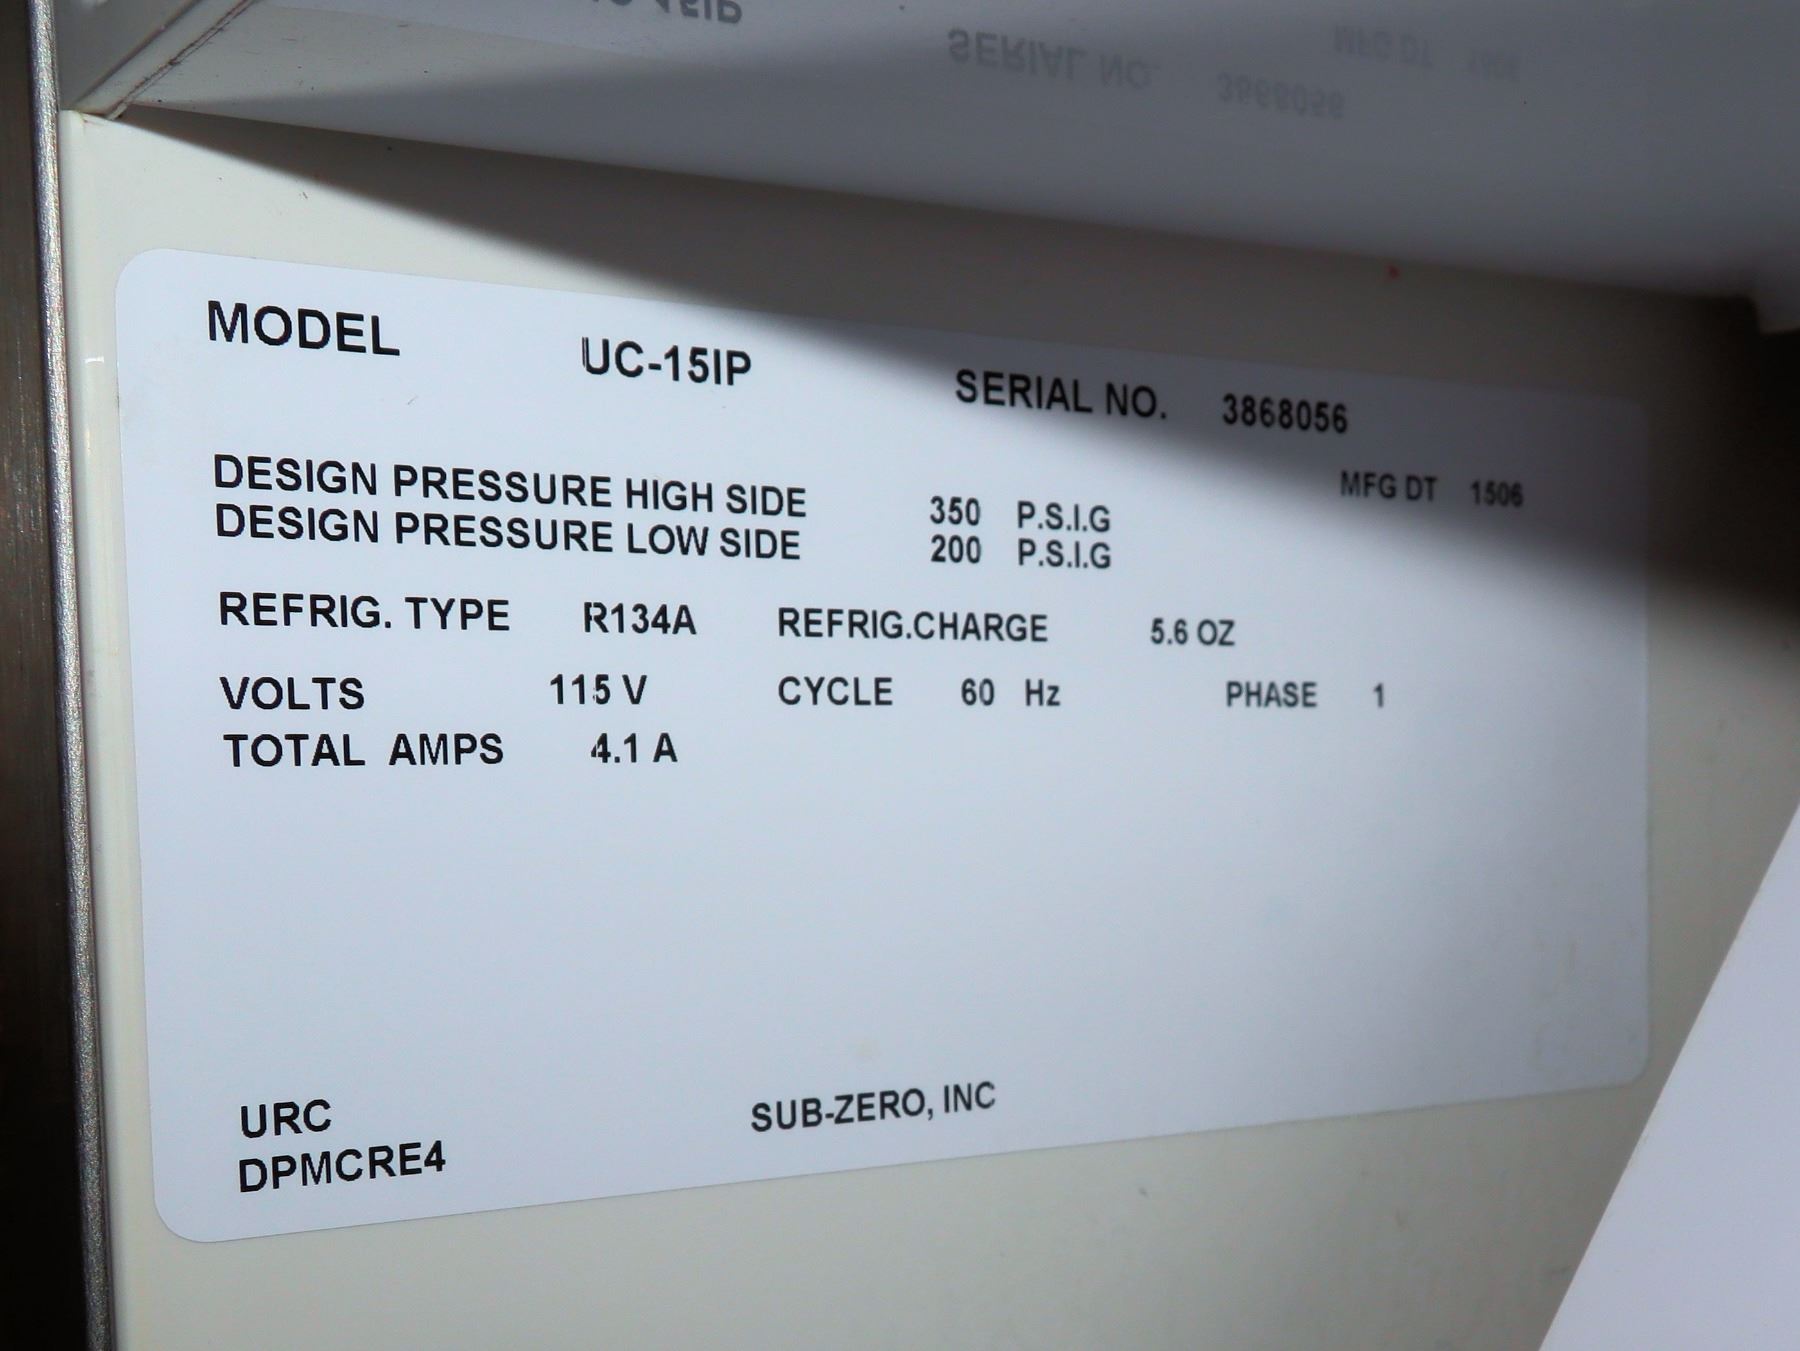 MODEL UC-15IP SERIAL NO. 3868056
MFG DT 1506
DESIGN PRESSURE HIGH SIDE 350 P.S.I.G
DESIGN PRESSURE LOW SIDE 200 P.S.I.G
REFRIG. TYPE R134A REFRIG.CHARGE 5.6 OZ
VOLTS 115 V CYCLE 60 Hz PHASE 1
TOTAL AMPS 4.1 A
URC SUB-ZERO, INC
DPMCRE4